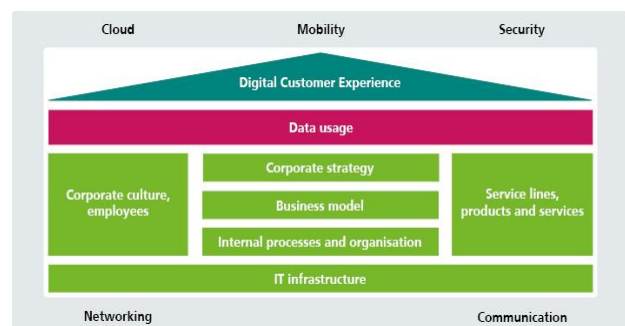 Cloud
Mobility
Security
Digital Customer Experience
Data usage
Corporate culture,
employees
Corporate strategy
Business model
Internal processes and organisation
Service lines,
products and services
IT infrastructure
Networking
Communication